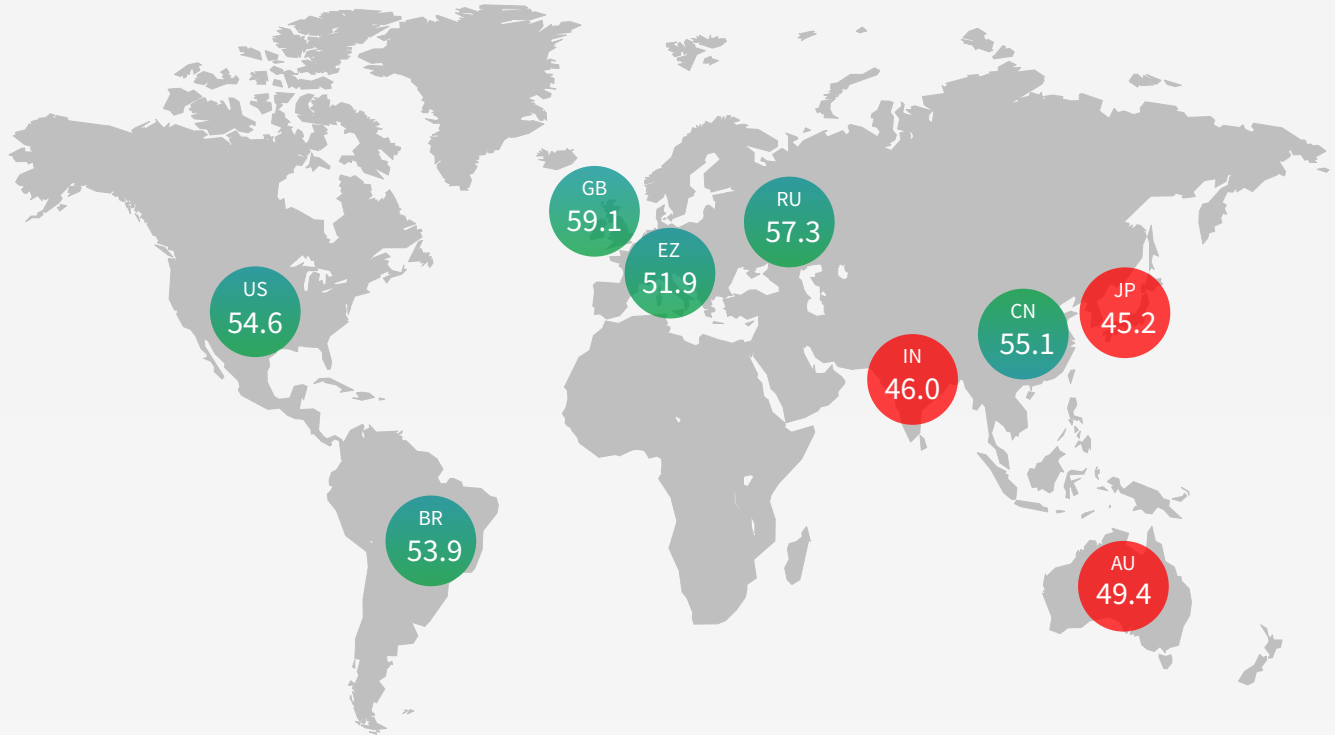 GB
59.1
RU
57.3
EZ
51.9
US
54.6
JP
45.2
CN
55.1
IN
46.0
BR
53.9
AU
49.4